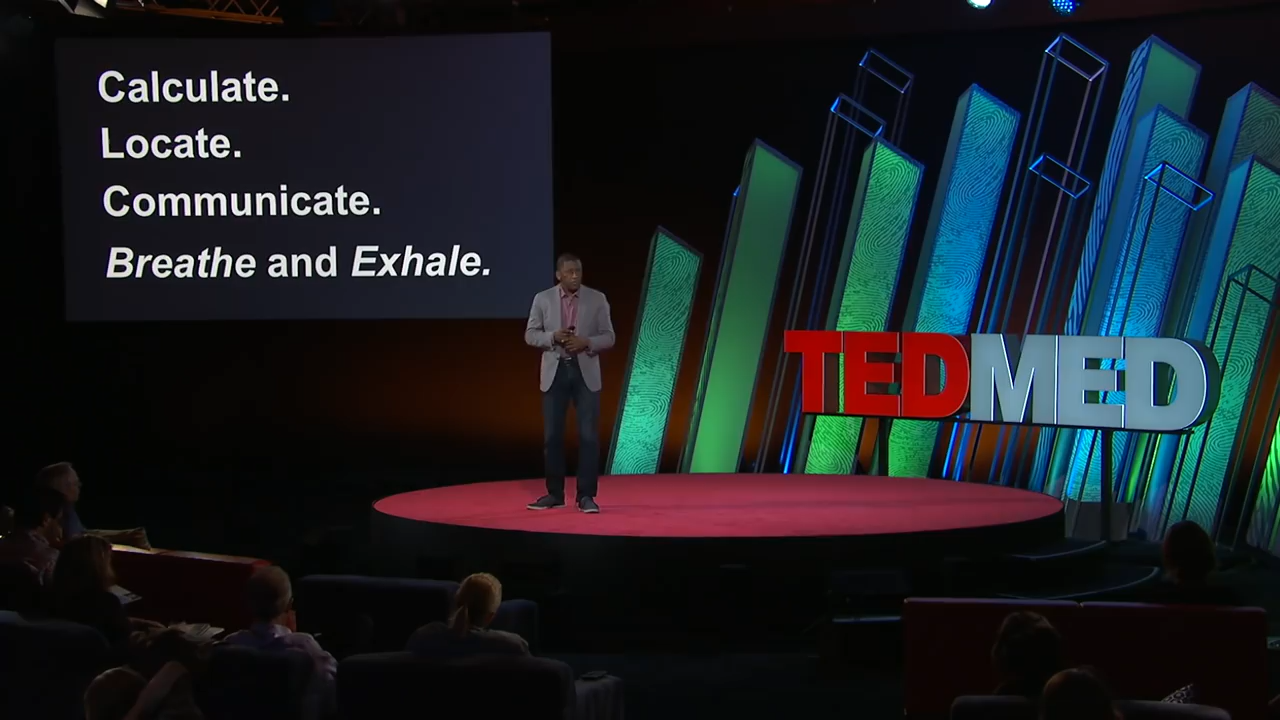 Calculate.
Locate.
Communicate.
Breathe and Exhale.
TEDMED